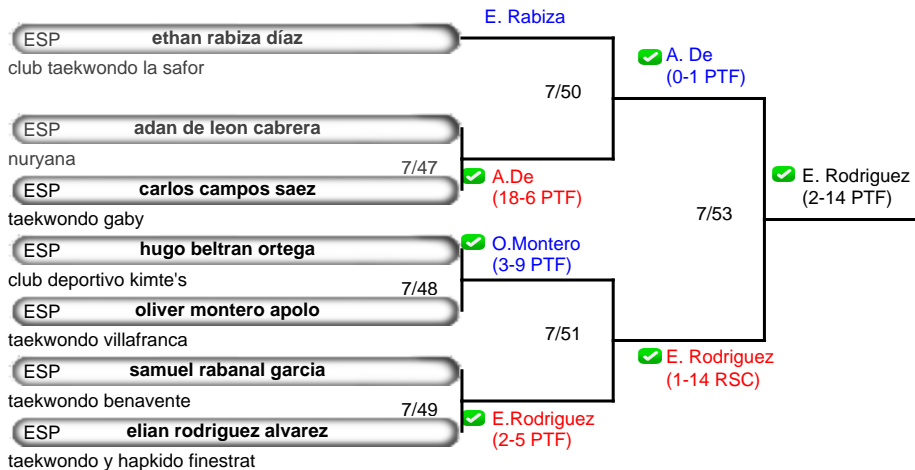 E. Rabiza
ESP ethan rabiza díaz
club taekwondo la safor
A. De
(0-1 PTF)
7/50
ESP adan de leon cabrera
nuryana
7/47
ESP carlos campos saez
taekwondo gaby
A.De
(18-6 PTF)
E. Rodriguez
(2-14 PTF)
7/53
ESP hugo beltran ortega
club deportivo kimte's
O.Montero
(3-9 PTF)
7/48
ESP oliver montero apolo
taekwondo villafranca
7/51
ESP samuel rabanal garcia
taekwondo benavente
E. Rodriguez
(1-14 RSC)
7/49
ESP elian rodriguez alvarez
taekwondo y hapkido finestrat
E.Rodriguez
(2-5 PTF)